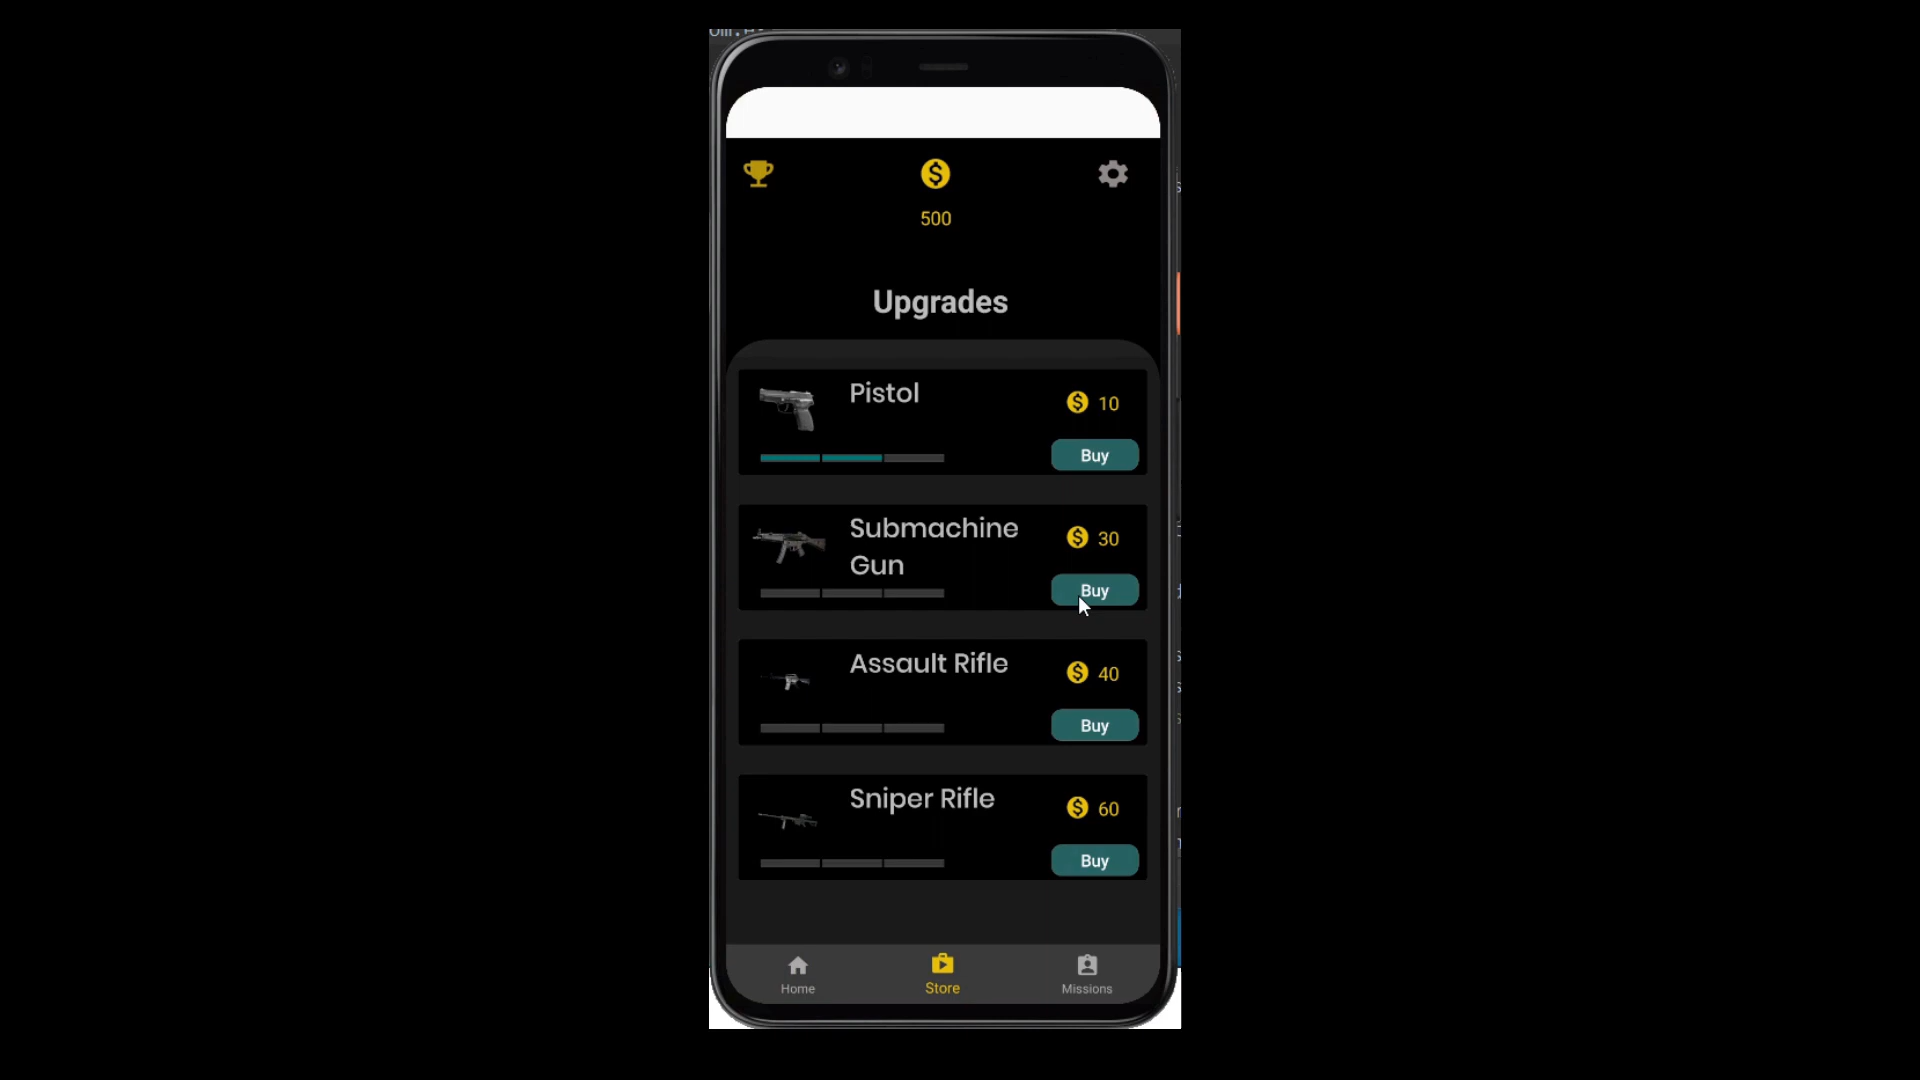 500
Upgrades
Pistol
10
Buy
Submachine
Gun
30
Buy
Assault Rifle
40
Buy
Sniper Rifle
60
Buy
Home
Store
Missions